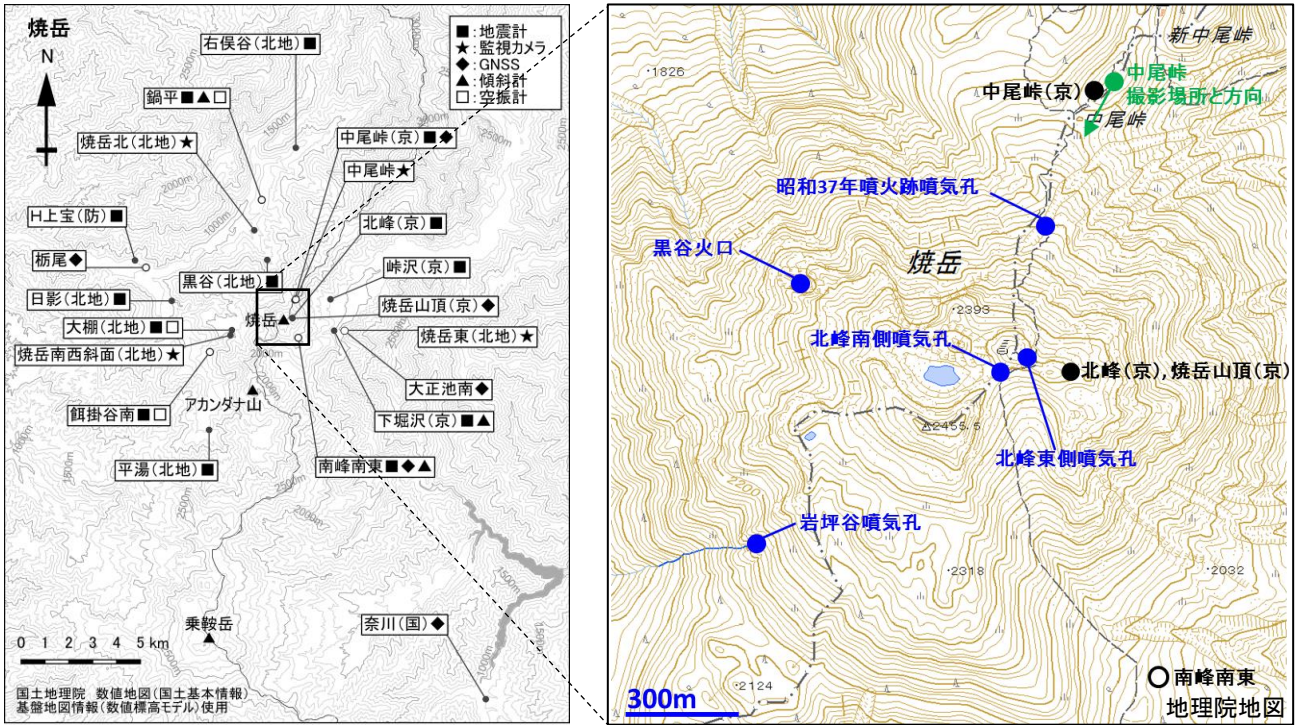 焼岳
N
■:地震計
★:監視カメラ
◆:GNSS
▲:傾斜計
□:空振計
右俣谷(北地)■
鍋平■▲□
焼岳北(北地)★
中尾峠(京)■◆
中尾峠★
北峰(京)■
H上宝(防)■
栃尾◆
黒谷(北地)■
峠沢(京)■
日影(北地)■
焼岳▲
焼岳山頂(京)◆
大棚(北地)■□
焼岳東(北地)★
焼岳南西斜面(北地)★
大正池南◆
アカンダナ山
餌掛谷南■□
下堀沢(京)■▲
平湯(北地)■
南峰南東■◆▲
奈川(国)◆
乗鞍岳
0 1 2 3 4 5 km
国土地理院 数値地図(国土基本情報)
基盤地図情報(数値標高モデル)使用
2500m
1500m
2500m
2000m
1000m
2000m
2000m
2500m
2000m
1500m
1000m
1500m
新中尾峠
・1826
中尾峠
撮影場所と方向
中尾峠(京)
中尾峠
昭和37年噴火跡噴気孔
黒谷火口
焼岳
・2393
北峰南側噴気孔
北峰(京),焼岳山頂(京)
2455.5
北峰東側噴気孔
2200
岩坪谷噴気孔
・2318
・2032
・2124
南峰南東
300m
地理院地図